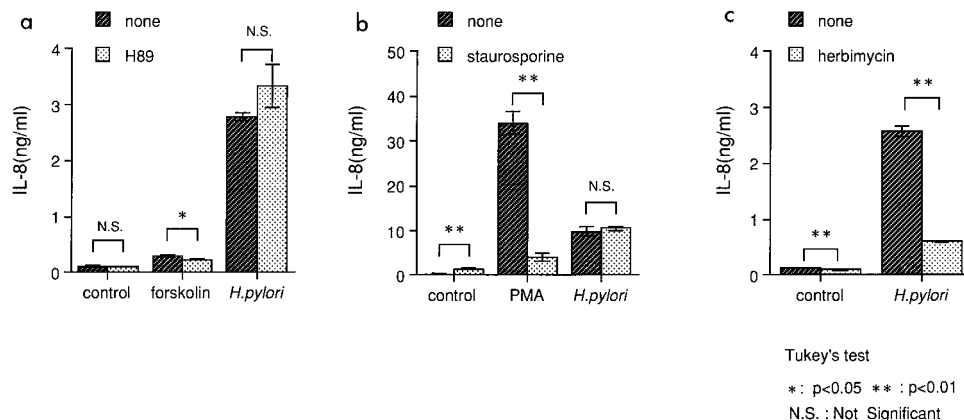 a
none
H89
IL-8(ng/ml)
4
3
2
1
0
N.S.
*
N.S.
control forskolin H.pylori
b
none
staurosporine
IL-8(ng/ml)
50
40
30
20
10
0
**
**
N.S.
control PMA H.pylori
c
none
herbimycin
IL-8(ng/ml)
4
3
2
1
0
**
**
control H.pylori
Tukey's test
*: p<0.05 **: p<0.01
N.S.: Not Significant